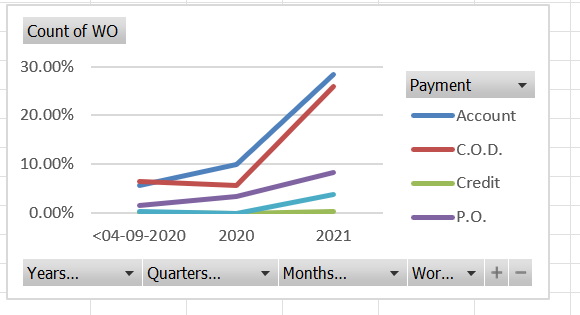 Count of WO
30.00%
20.00%
10.00%
0.00%
<04-09-2020 2020 2021
Payment
Account
C.O.D.
Credit
P.O.
Years... Quarters... Months... Wor... + −